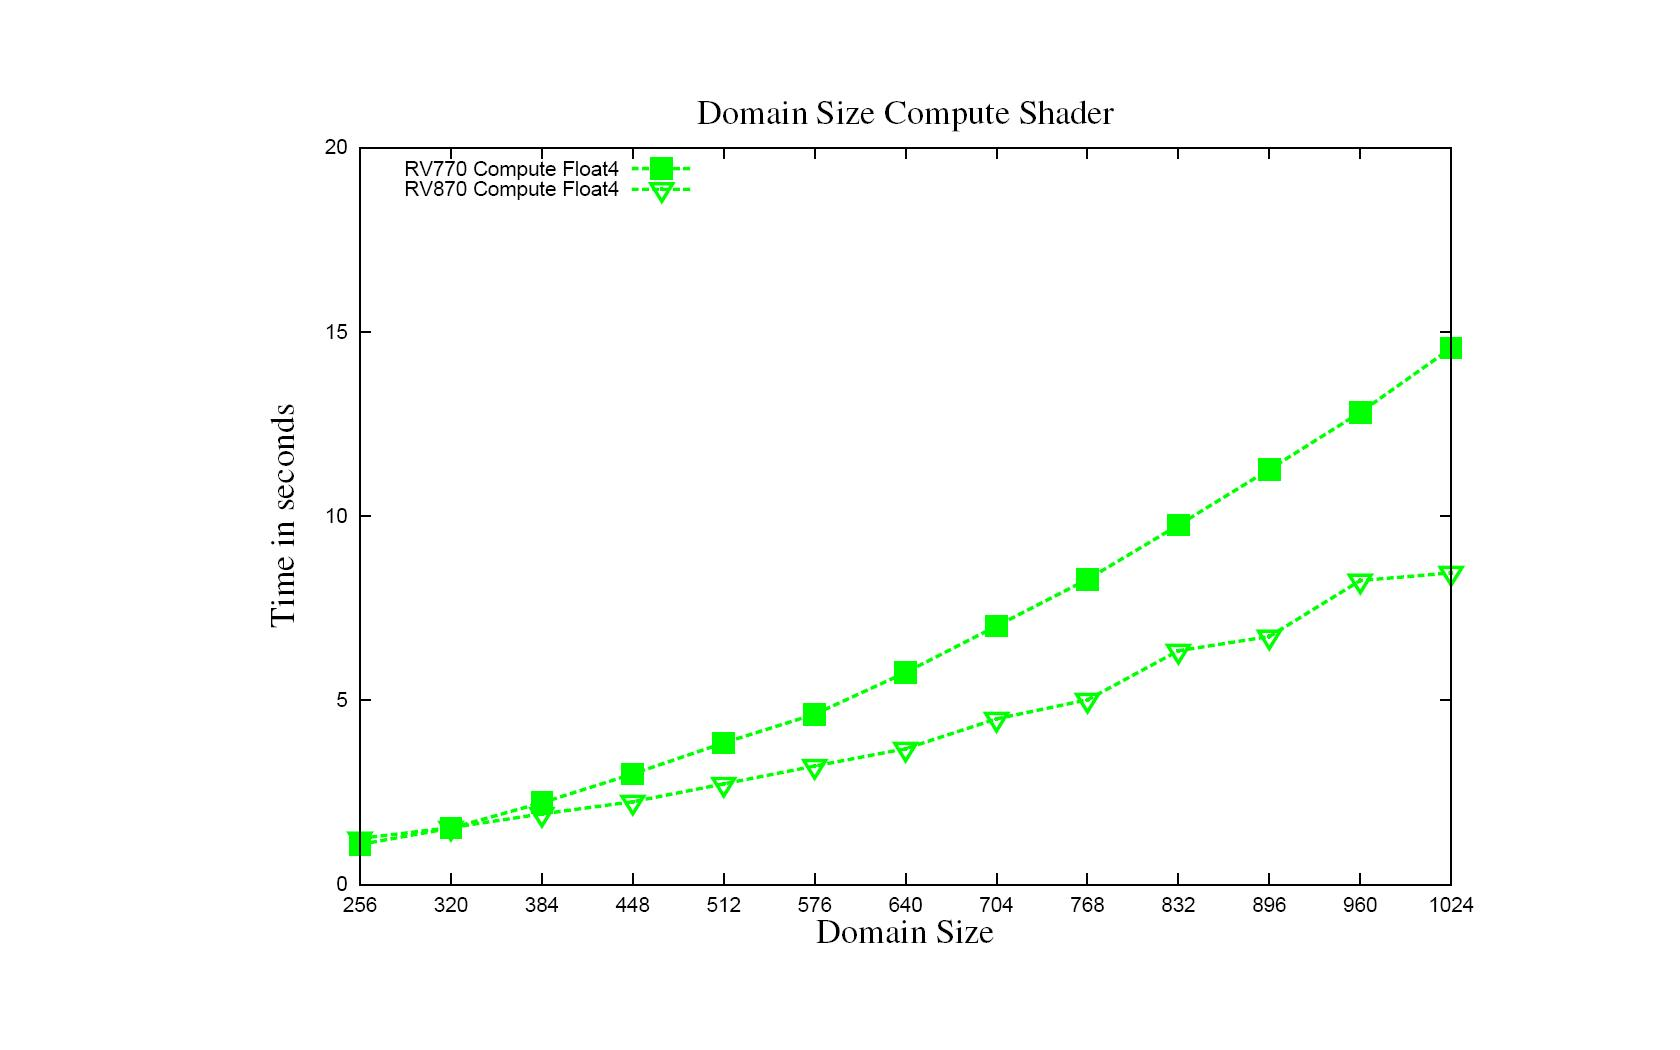 Domain Size Compute Shader
20
RV770 Compute Float4
RV870 Compute Float4
15
10
5
0
Time in seconds
256 320 384 448 512 576 640 704 768 832 896 960 1024
Domain Size